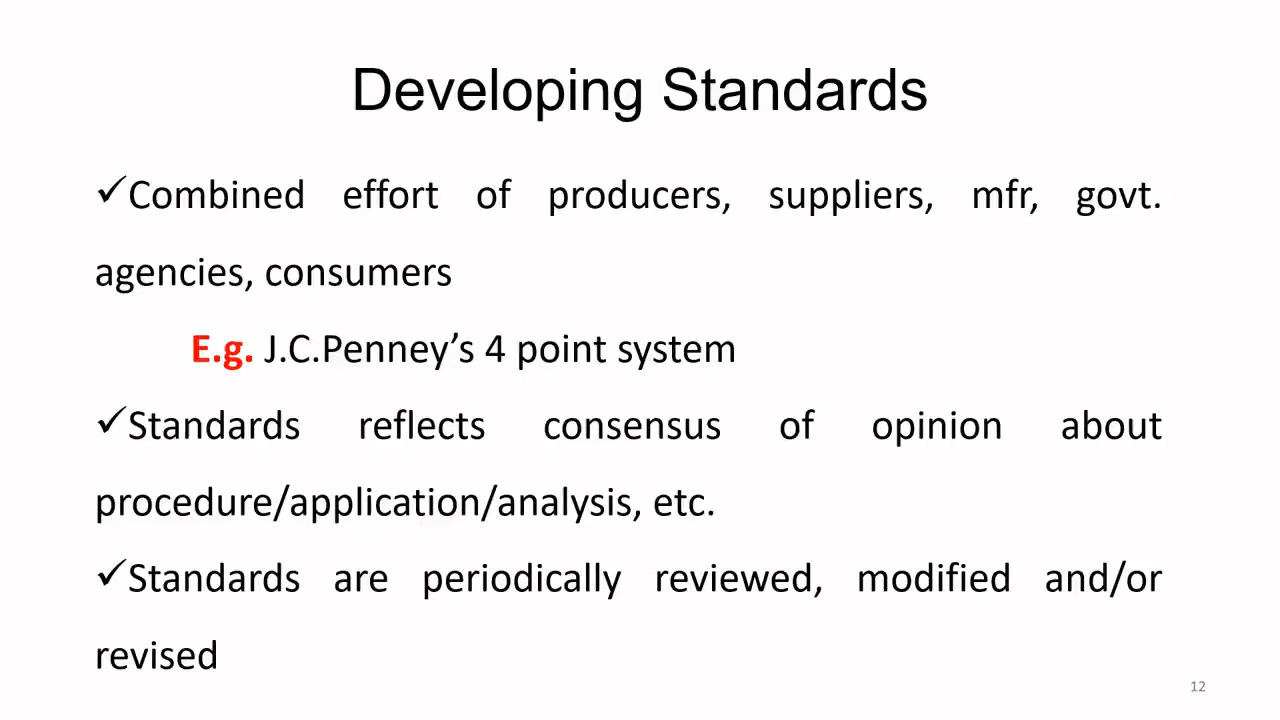 Developing Standards
✓Combined effort of producers, suppliers, mfr, govt.
agencies, consumers
E.g. J.C.Penney’s 4 point system
✓Standards reflects consensus of opinion about
procedure/application/analysis, etc.
✓Standards are periodically reviewed, modified and/or
revised
12